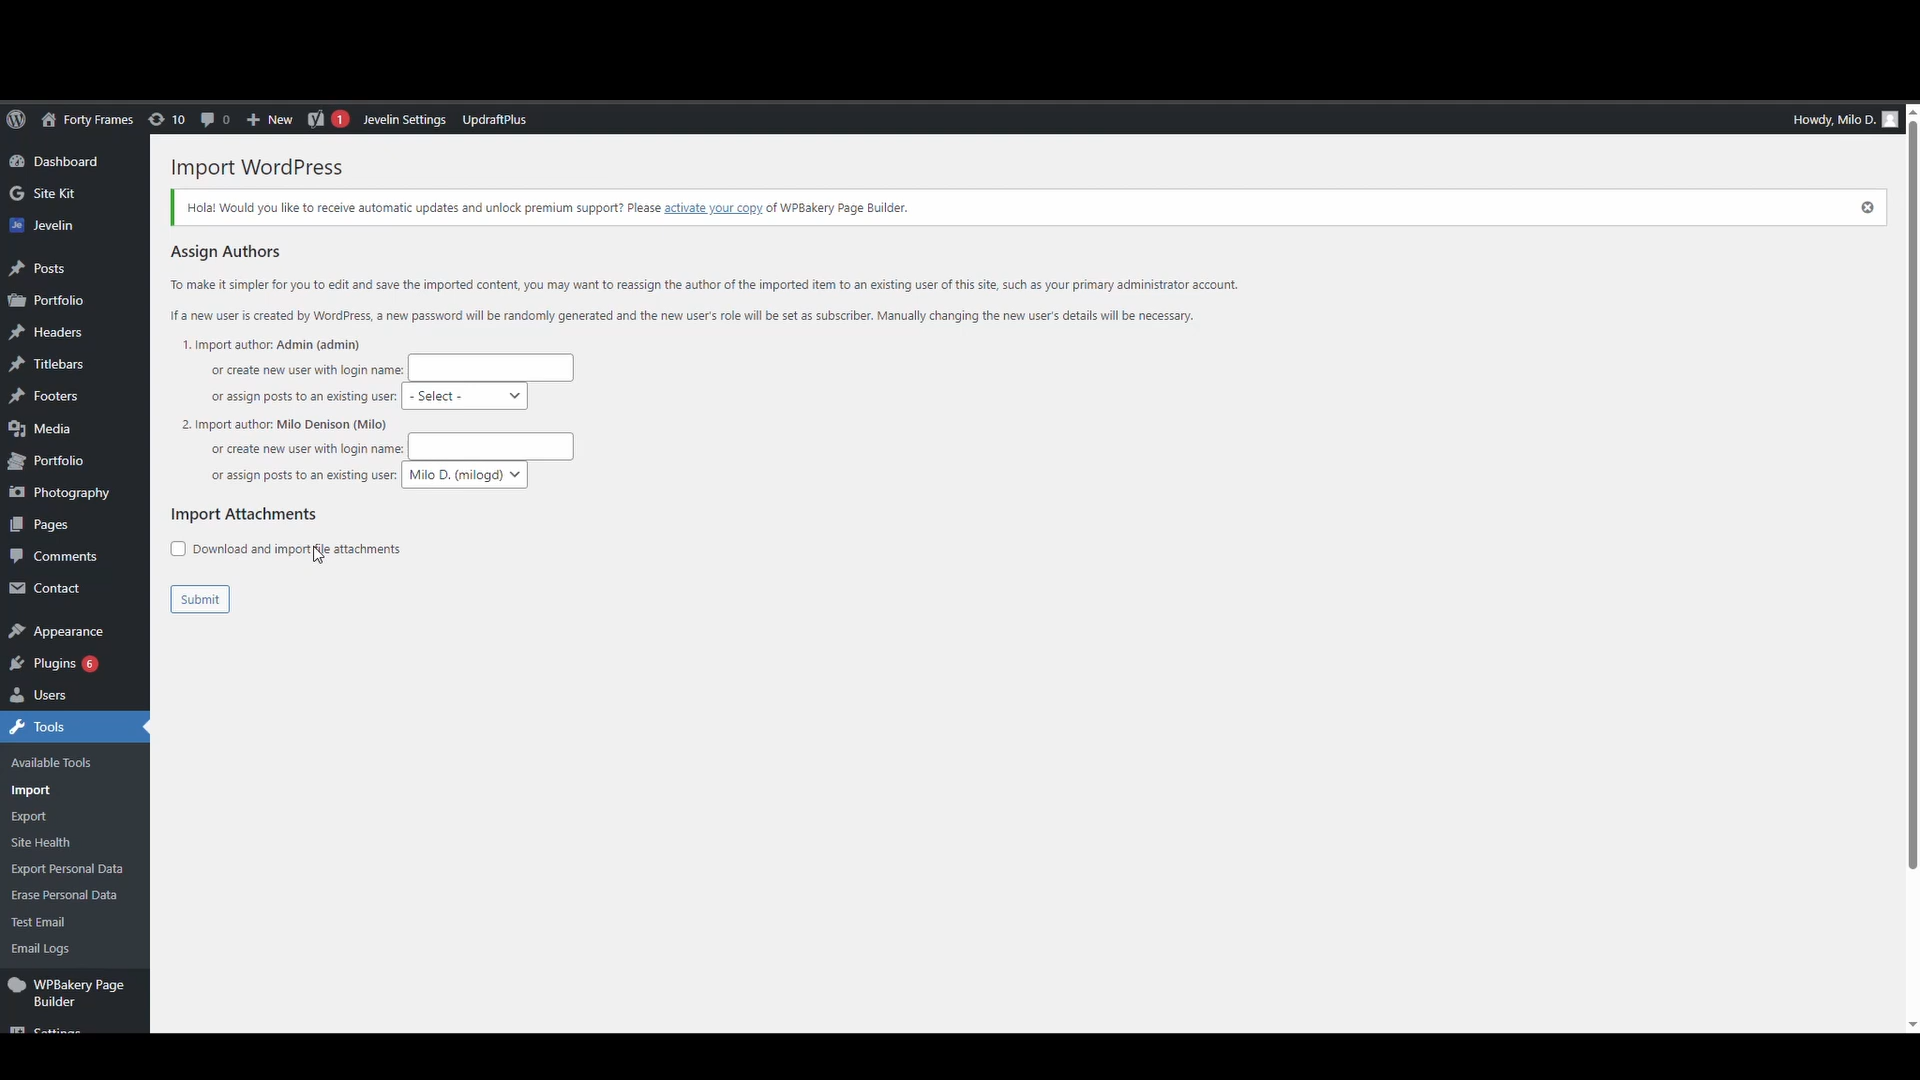 Forty Frames 10 0 New 1 Jevelin Settings UpdraftPlus Howdy, Milo D.
Dashboard
Site Kit
Je Jevelin
Posts
Portfolio
Headers
Titlebars
Footers
Media
Portfolio
Photography
Pages
Comments
Contact
Appearance
Plugins 6
Users
Tools
Available Tools
Import
Export
Site Health
Export Personal Data
Erase Personal Data
Test Email
Email Logs
WPBakery Page
Builder
Settings
Import WordPress
Hola! Would you like to receive automatic updates and unlock premium support? Please activate your copy of WPBakery Page Builder.
Assign Authors
To make it simpler for you to edit and save the imported content, you may want to reassign the author of the imported item to an existing user of this site, such as your primary administrator account.
If a new user is created by WordPress, a new password will be randomly generated and the new user's role will be set as subscriber. Manually changing the new user's details will be necessary.
1. Import author: Admin (admin)
or create new user with login name:
or assign posts to an existing user: - Select -
2. Import author: Milo Denison (Milo)
or create new user with login name:
or assign posts to an existing user: Milo D. (milogd)
Import Attachments
Download and import file attachments
Submit